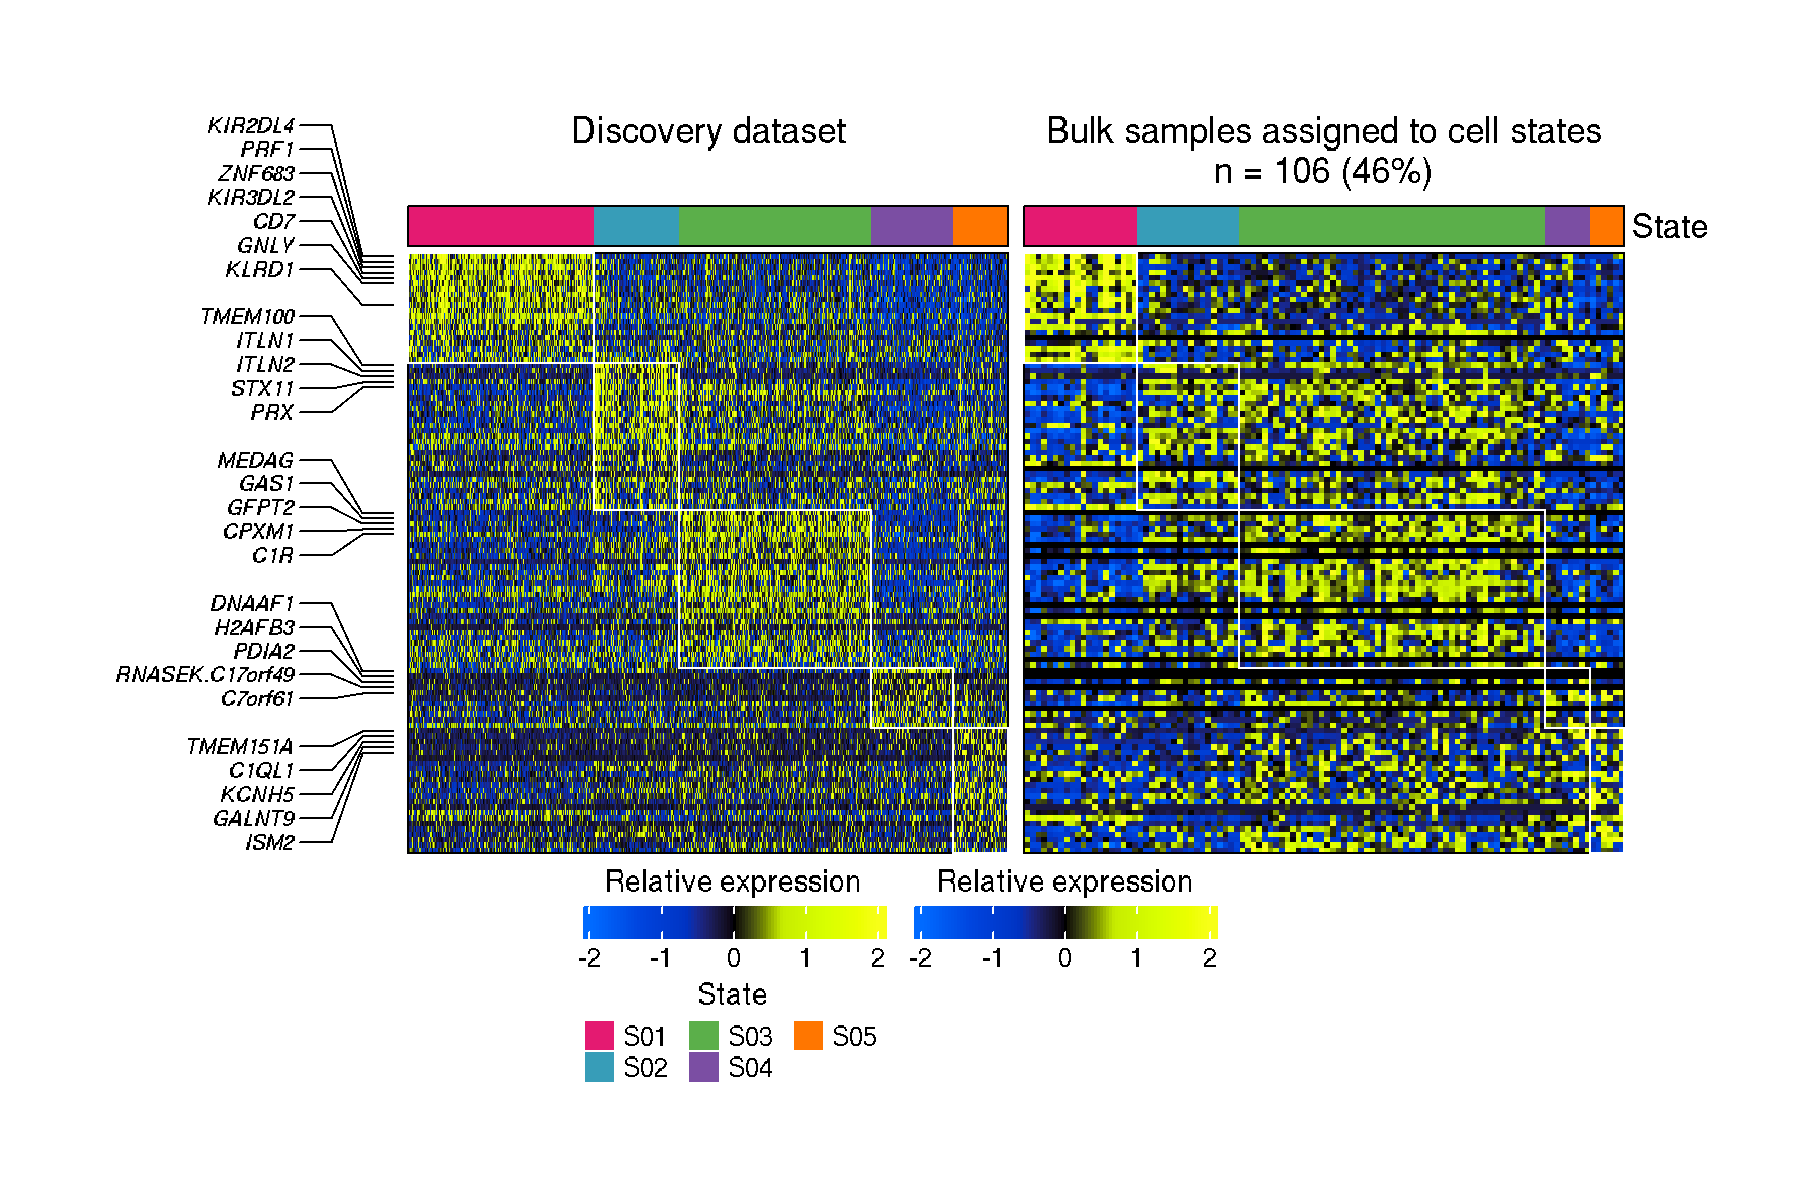 Discovery dataset
Bulk samples assigned to cell states
n = 106 (46%)
State
KIR2DL4
PRF1
ZNF683
KIR3DL2
CD7
GNLY
KLRD1
TMEM100
ITLN1
ITLN2
STX11
PRX
MEDAG
GAS1
GFPT2
CPXM1
C1R
DNAAF1
H2AFB3
PDIA2
RNASEK.C17orf49
C7orf61
TMEM151A
C1QL1
KCNH5
GALNT9
ISM2
Relative expression
-2 -1 0 1 2
Relative expression
-2 -1 0 1 2
State
S01 S03 S05
S02 S04